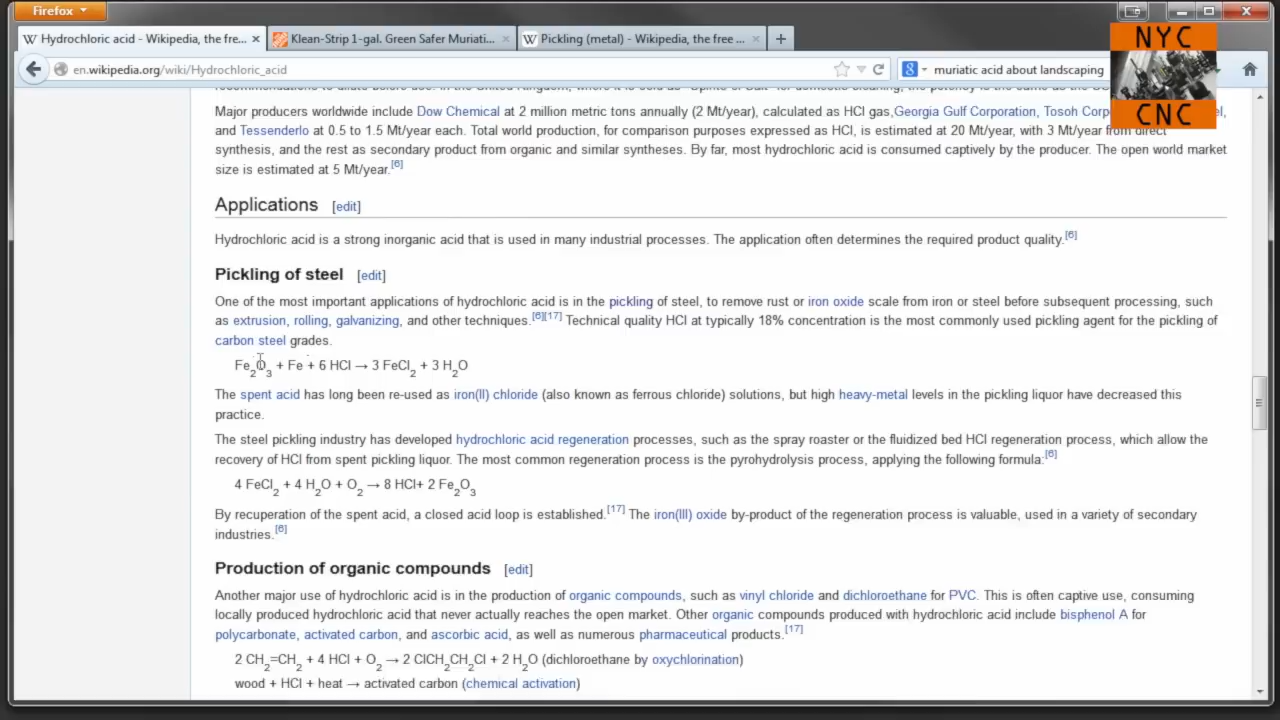 Firefox
Hydrochloric acid - Wikipedia, the fre...
Klean-Strip 1-gal. Green Safer Muriati...
Pickling (metal) - Wikipedia, the free ...
en.wikipedia.org/wiki/Hydrochloric_acid
muriatic acid about landscaping
NYC
CNC
Major producers worldwide include Dow Chemical at 2 million metric tons annually (2 Mt/year), calculated as HCl gas,Georgia Gulf Corporation, Tosoh
and Tessenderlo at 0.5 to 1.5 Mt/year each. Total world production, for comparison purposes expressed as HCl, is estimated at 20 Mt/year, with 3 Mt/year from direct
synthesis, and the rest as secondary product from organic and similar syntheses. By far, most hydrochloric acid is consumed captively by the producer. The open world market
size is estimated at 5 Mt/year.[6]
Applications [edit]
Hydrochloric acid is a strong inorganic acid that is used in many industrial processes. The application often determines the required product quality.[6]
Pickling of steel [edit]
One of the most important applications of hydrochloric acid is in the pickling of steel, to remove rust or iron oxide scale from iron or steel before subsequent processing, such
as extrusion, rolling, galvanizing, and other techniques.[6][17] Technical quality HCl at typically 18% concentration is the most commonly used pickling agent for the pickling of
carbon steel grades.
Fe2O3 + Fe + 6 HCl → 3 FeCl2 + 3 H2O
The spent acid has long been re-used as iron(II) chloride (also known as ferrous chloride) solutions, but high heavy-metal levels in the pickling liquor have decreased this
practice.
The steel pickling industry has developed hydrochloric acid regeneration processes, such as the spray roaster or the fluidized bed HCl regeneration process, which allow the
recovery of HCl from spent pickling liquor. The most common regeneration process is the pyrohydrolysis process, applying the following formula:[6]
4 FeCl2 + 4 H2O + O2 → 8 HCl+ 2 Fe2O3
By recuperation of the spent acid, a closed acid loop is established.[17] The iron(III) oxide by-product of the regeneration process is valuable, used in a variety of secondary
industries.[6]
Production of organic compounds [edit]
Another major use of hydrochloric acid is in the production of organic compounds, such as vinyl chloride and dichloroethane for PVC. This is often captive use, consuming
locally produced hydrochloric acid that never actually reaches the open market. Other organic compounds produced with hydrochloric acid include bisphenol A for
polycarbonate, activated carbon, and ascorbic acid, as well as numerous pharmaceutical products.[17]
2 CH2=CH2 + 4 HCl + O2 → 2 ClCH2CH2Cl + 2 H2O (dichloroethane by oxychlorination)
wood + HCl + heat → activated carbon (chemical activation)